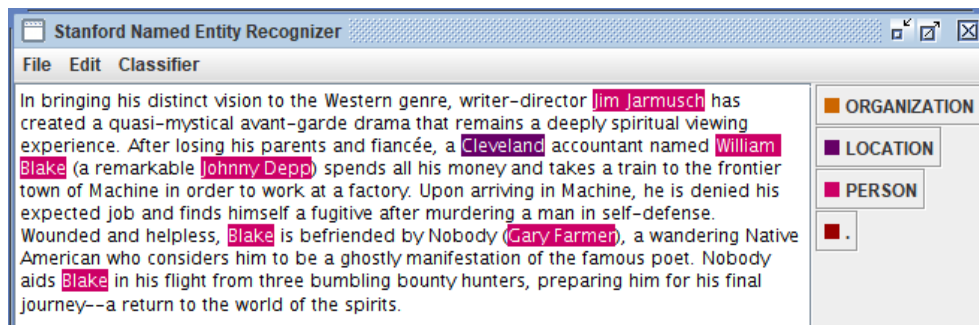 Stanford Named Entity Recognizer
File Edit Classifier
In bringing his distinct vision to the Western genre, writer-director Jim Jarmusch has
created a quasi-mystical avant-garde drama that remains a deeply spiritual viewing
experience. After losing his parents and fiancée, a Cleveland accountant named William
Blake (a remarkable Johnny Depp) spends all his money and takes a train to the frontier
town of Machine in order to work at a factory. Upon arriving in Machine, he is denied his
expected job and finds himself a fugitive after murdering a man in self-defense.
Wounded and helpless, Blake is befriended by Nobody (Gary Farmer), a wandering Native
American who considers him to be a ghostly manifestation of the famous poet. Nobody
aids Blake in his flight from three bumbling bounty hunters, preparing him for his final
journey--a return to the world of the spirits.
ORGANIZATION
LOCATION
PERSON
.